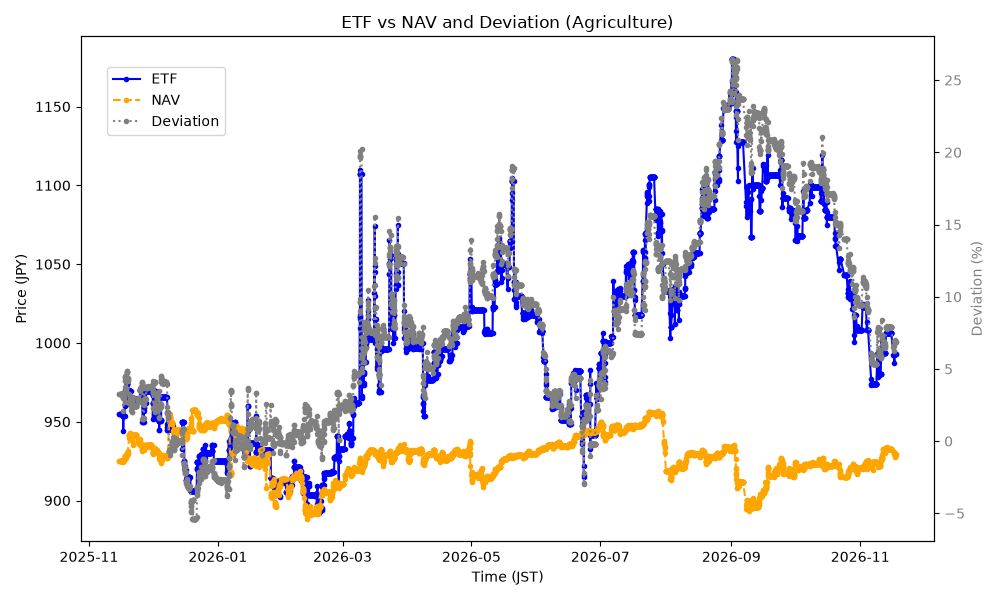 ETF vs NAV and Deviation (Agriculture)
ETF
NAV
Deviation
Price (JPY)
1150
1100
1050
1000
950
900
Deviation (%)
25
20
15
10
5
0
−5
2025-11
2026-01
2026-03
2026-05
2026-07
2026-09
2026-11
Time (JST)